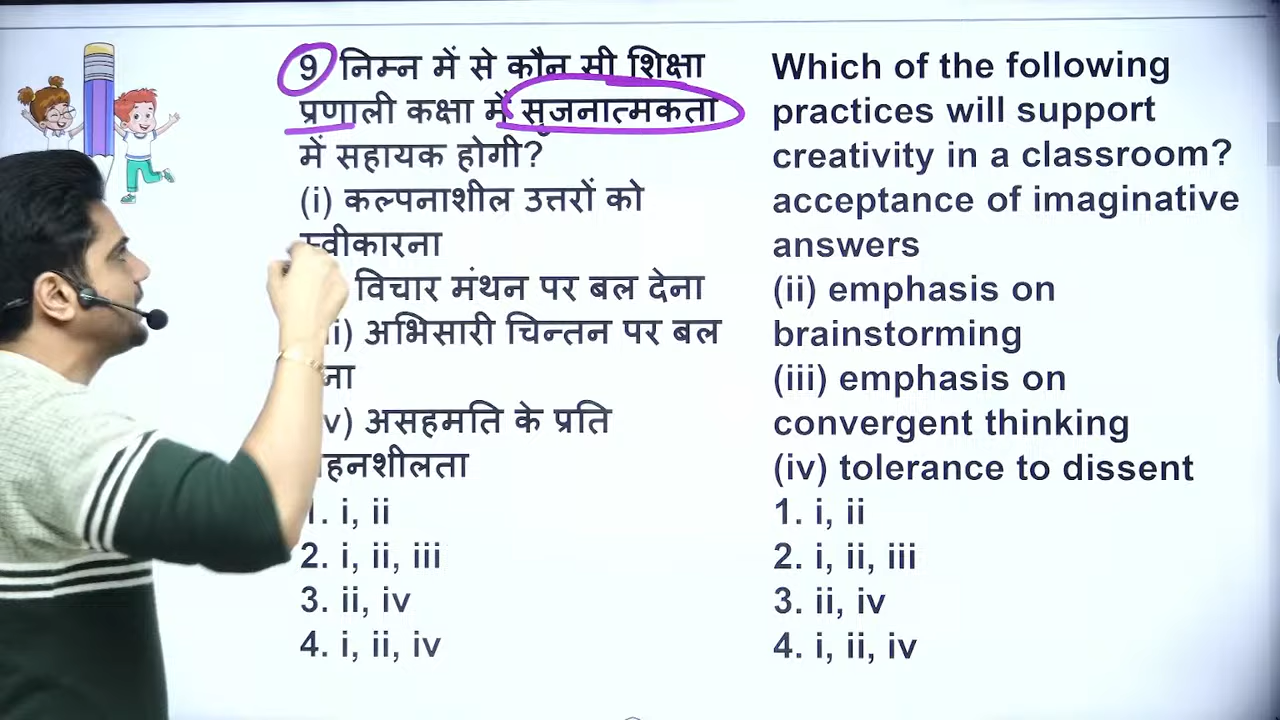 9 निम्न में से कौन सी शिक्षा
प्रणाली कक्षा में सृजनात्मकता
में सहायक होगी?
(i) कल्पनाशील उत्तरों को
स्वीकारना
विचार मंथन पर बल देना
अभिसारी चिन्तन पर बल
असहमति के प्रति
1. i, ii
2. i, ii, iii
3. ii, iv
4. i, ii, iv
Which of the following
practices will support
creativity in a classroom?
acceptance of imaginative
answers
(ii) emphasis on
brainstorming
(iii) emphasis on
convergent thinking
(iv) tolerance to dissent
1. i, ii
2. i, ii, iii
3. ii, iv
4. i, ii, iv